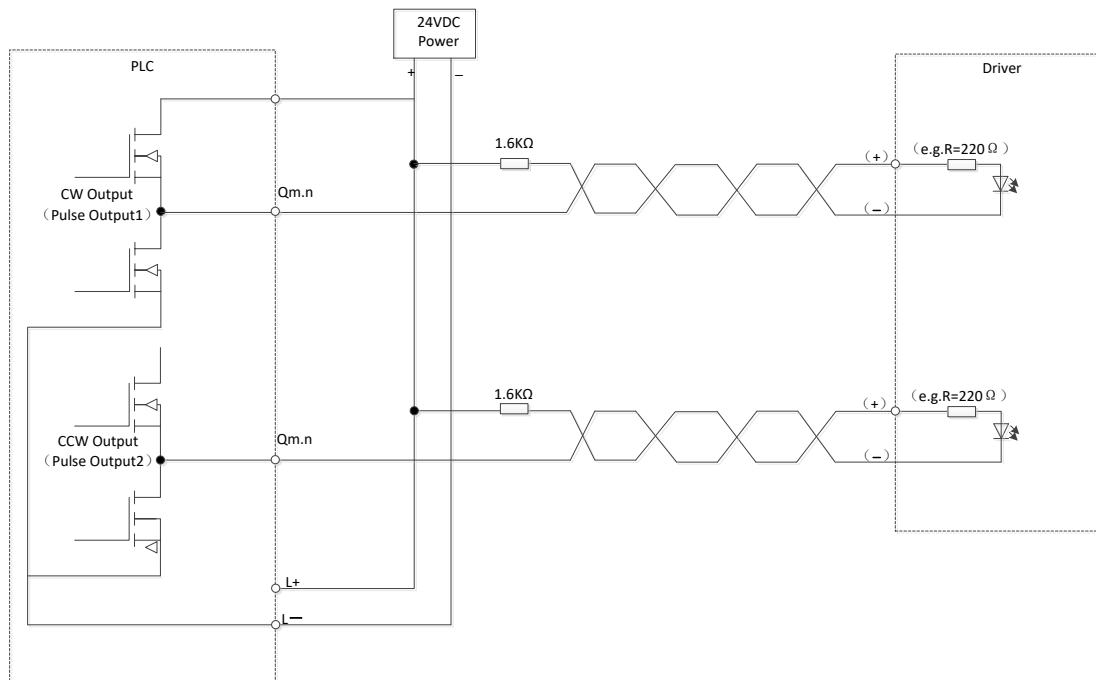 24VDC
Power
PLC
+
−
Driver
1.6KΩ
（+）
（e.g.R=220Ω）
CW Output
（Pulse Output1）
Qm.n
（−）
1.6KΩ
（+）
（e.g.R=220Ω）
CCW Output
（Pulse Output2）
Qm.n
（−）
L+
L−